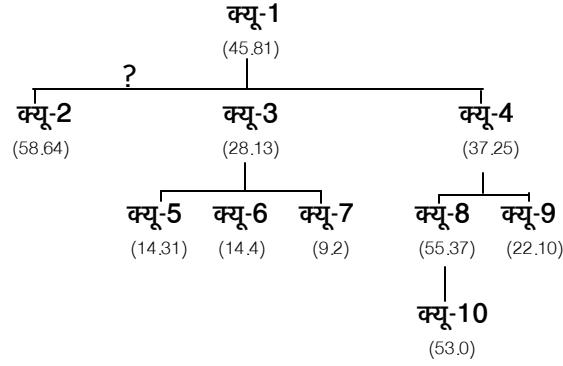 क्यू-1
(45.81)
?
क्यू-2 क्यू-3 क्यू-4
(58.64) (28.13) (37.25)
क्यू-5 क्यू-6 क्यू-7 क्यू-8 क्यू-9
(14.31) (14.4) (9.2) (55.37) (22.10)
क्यू-10
(53.0)